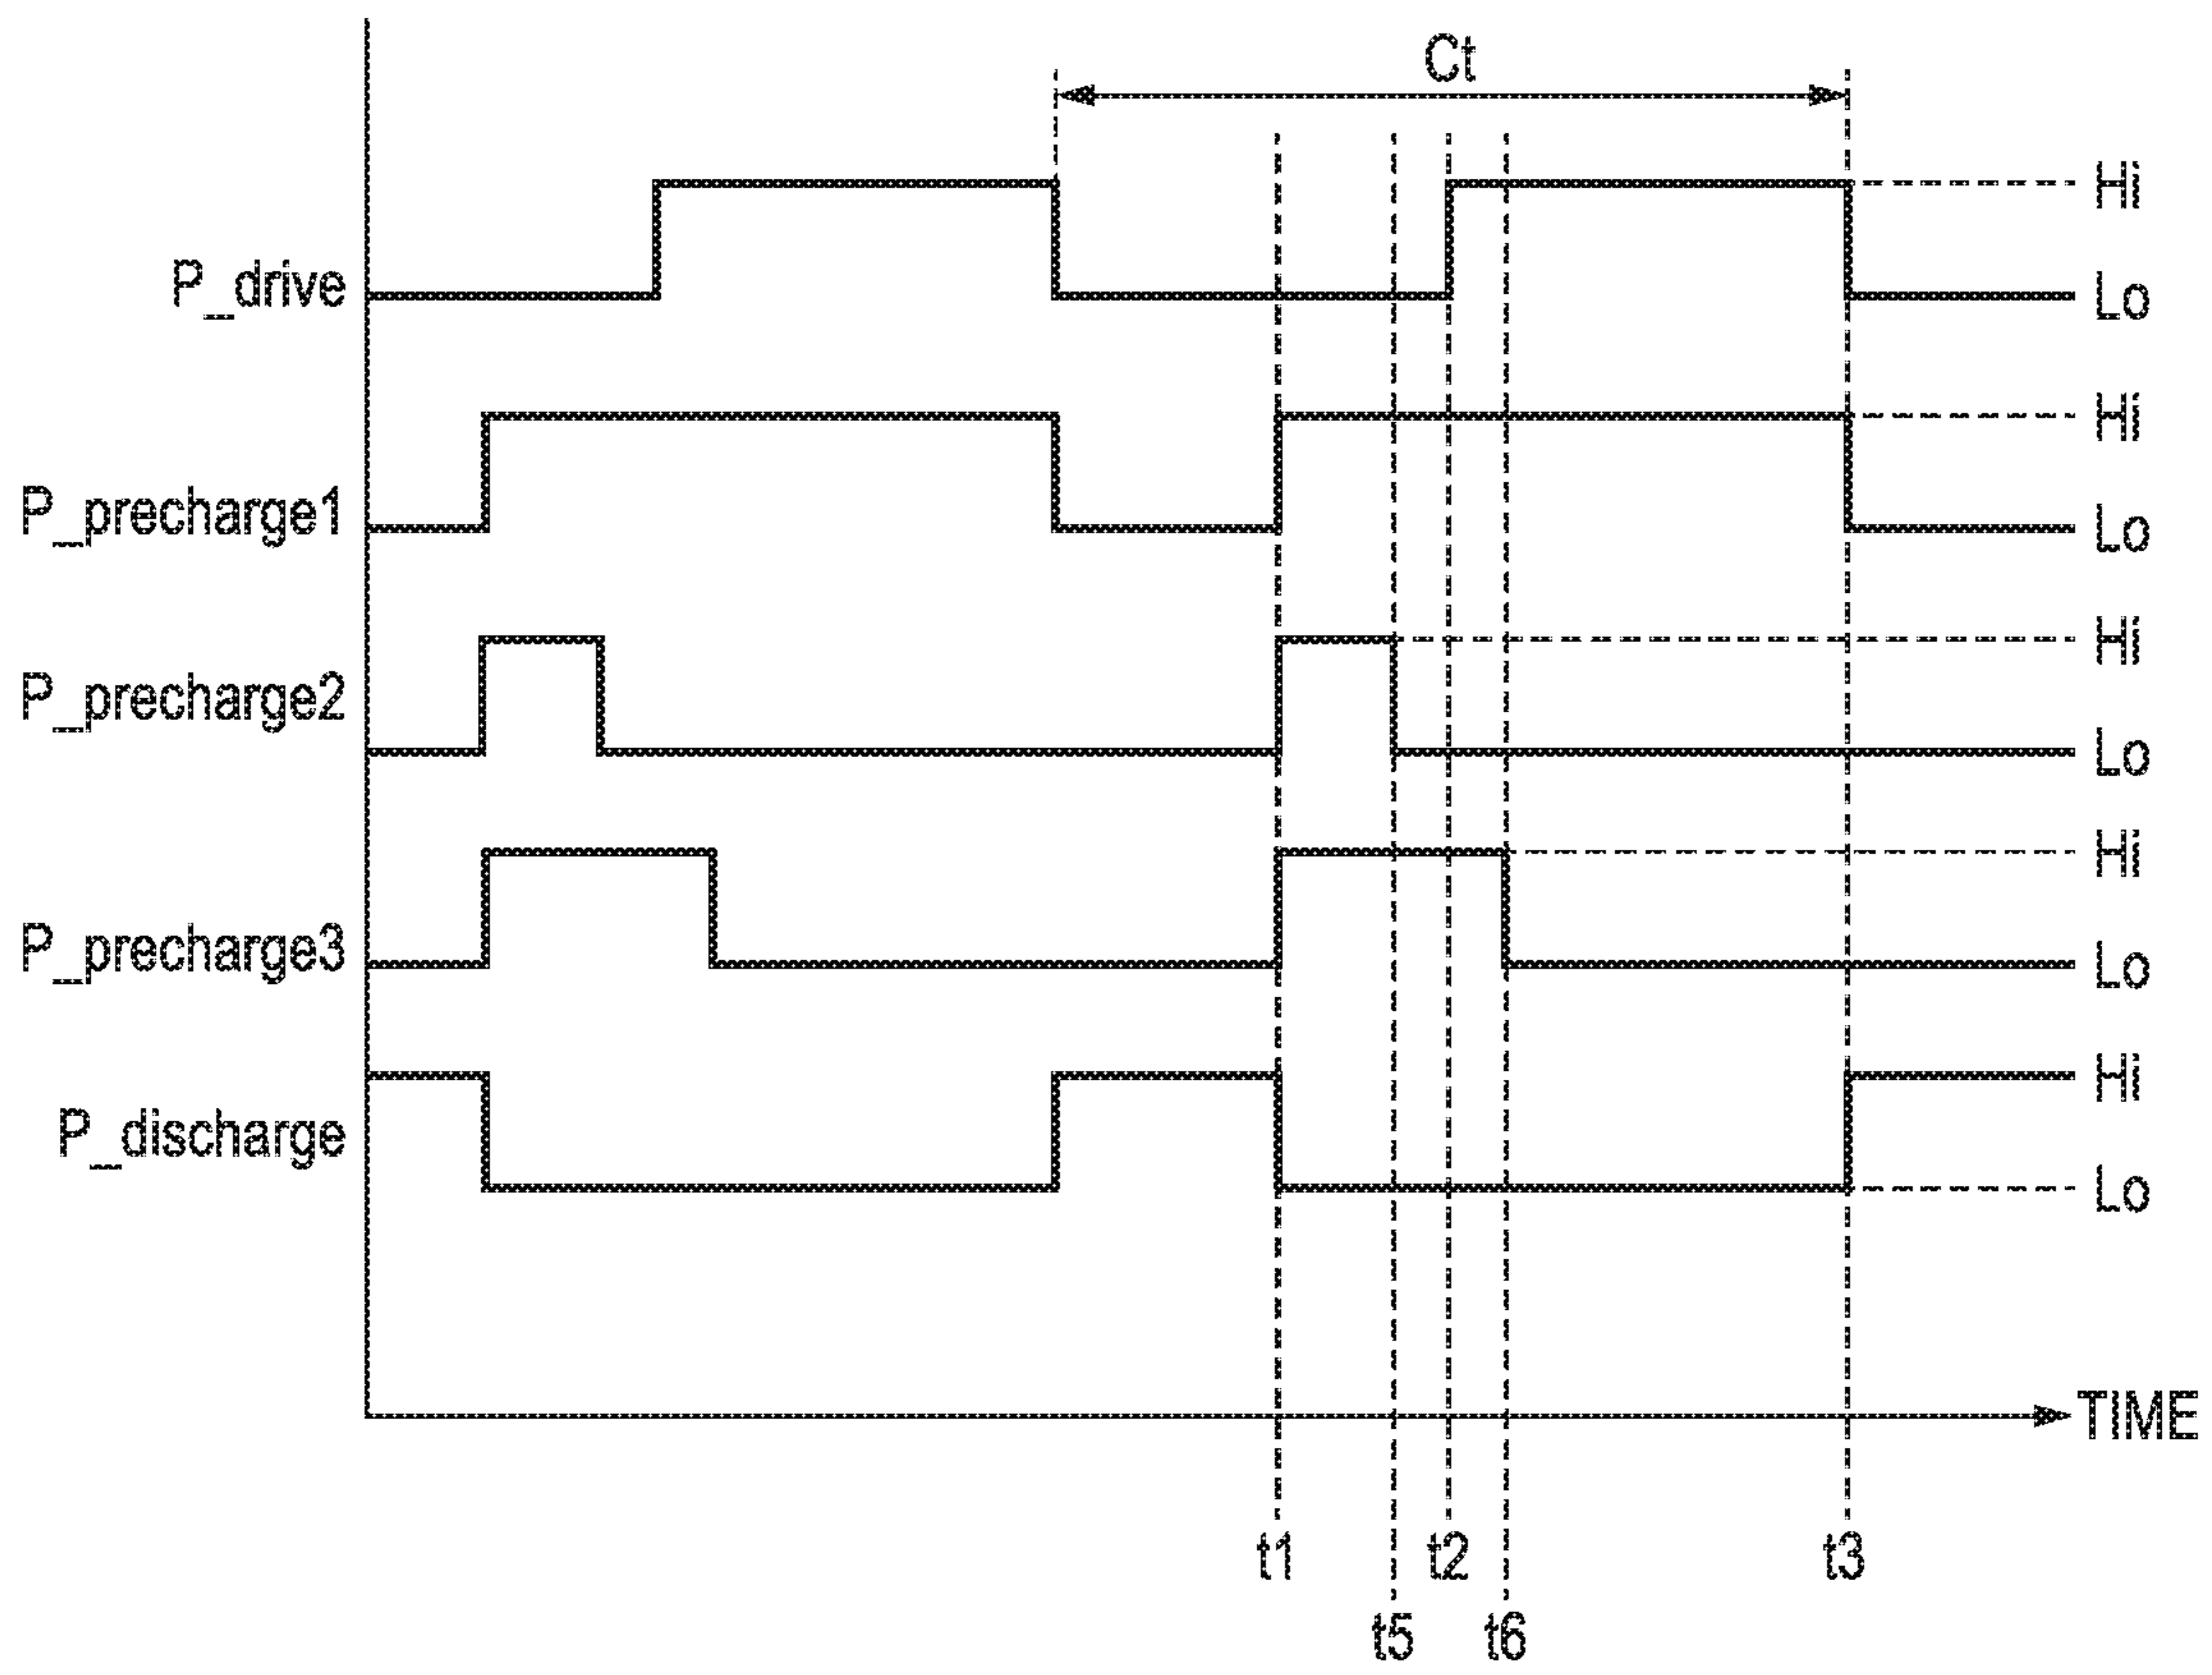 Ct
Hi
P_drive
Lo
Hi
P_precharge1
Lo
Hi
P_precharge2
Lo
Hi
P_precharge3
Lo
Hi
P_discharge
Lo
TIME
t1
t2
t3
t5
t6